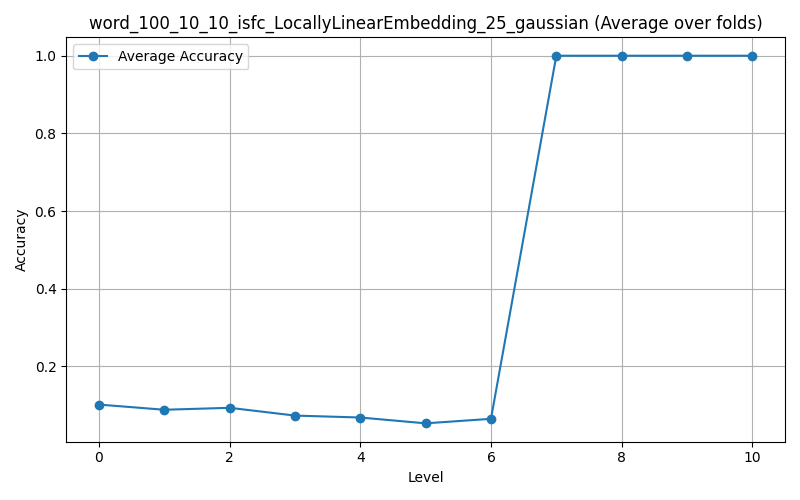 word_100_10_10_isfc_LocallyLinearEmbedding_25_gaussian (Average over folds)
Average Accuracy
Accuracy
1.0
0.8
0.6
0.4
0.2
0 2 4 6 8 10
Level